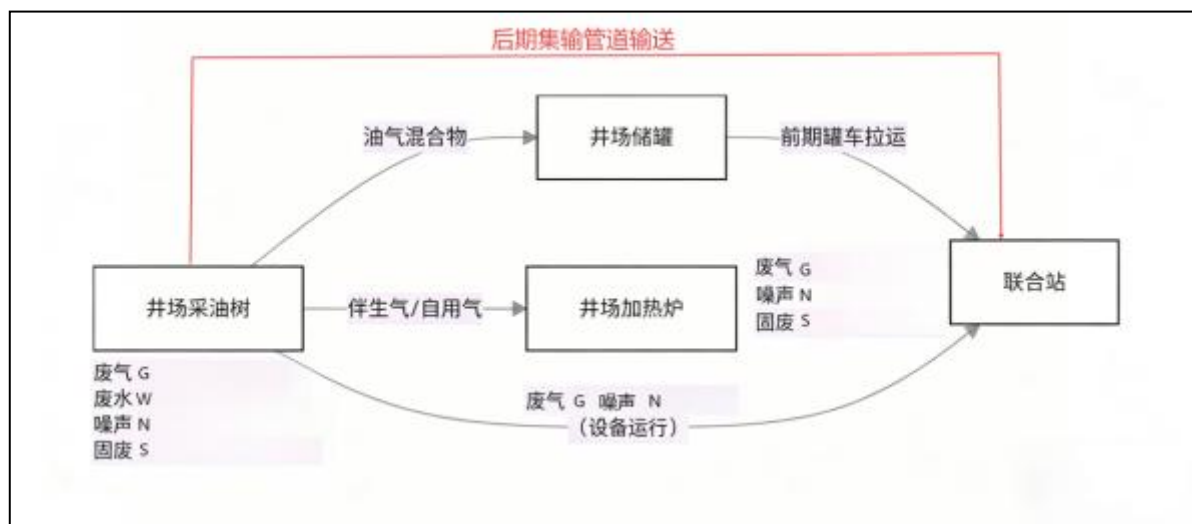 后期集输管道输送
油气混合物
井场储罐
前期罐车拉运
井场采油树
伴生气/自用气
井场加热炉
废气 G
噪声 N
固废 S
联合站
废气 G
废水 W
噪声 N
固废 S
废气 G 噪声 N
（设备运行）